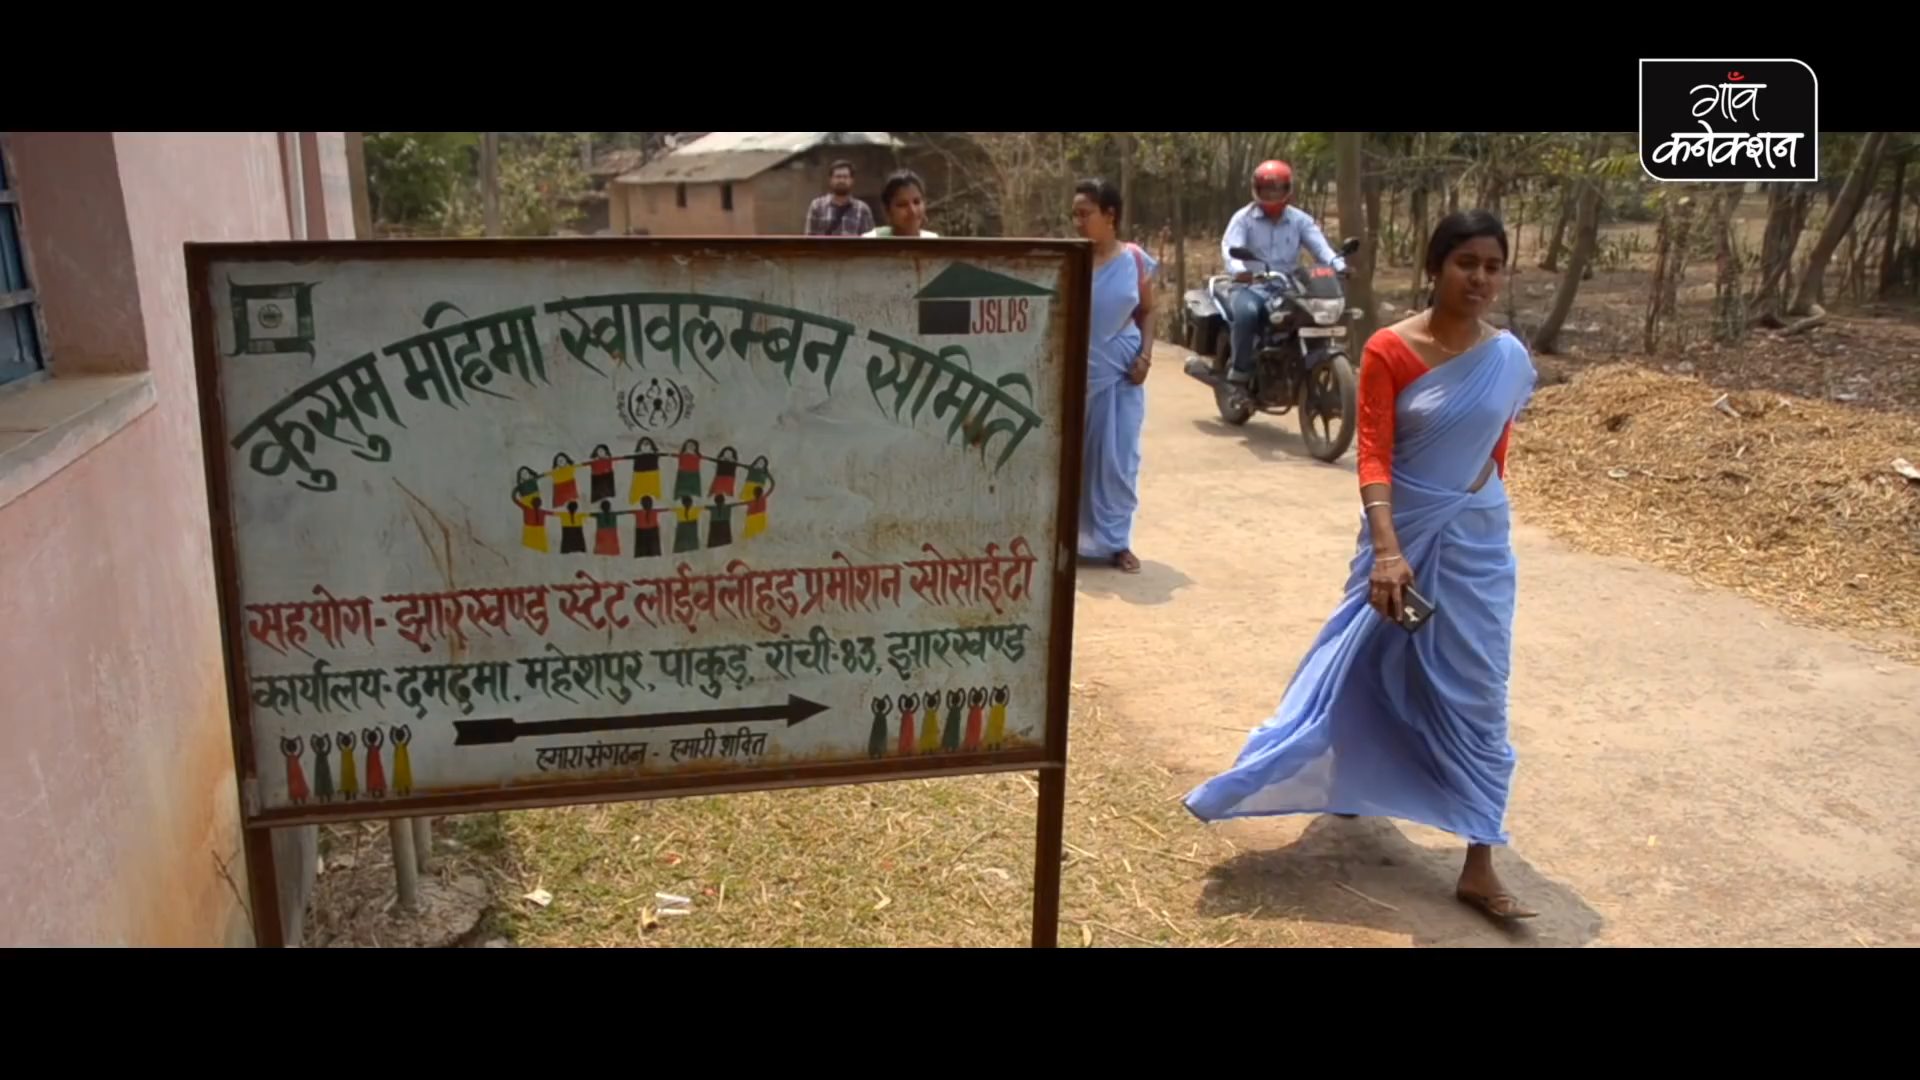 गाँव
कनेक्शन
JSLPS
कुसुम महिमा स्वावलम्बन समिति
सहयोग- झारखण्ड स्टेट लाईवलीहुड प्रमोशन सोसाईटी
कार्यालय- दमदमा, महेशपुर, पाकुड़, रांची-83, झारखण्ड
हमारा संगठन - हमारी शक्ति